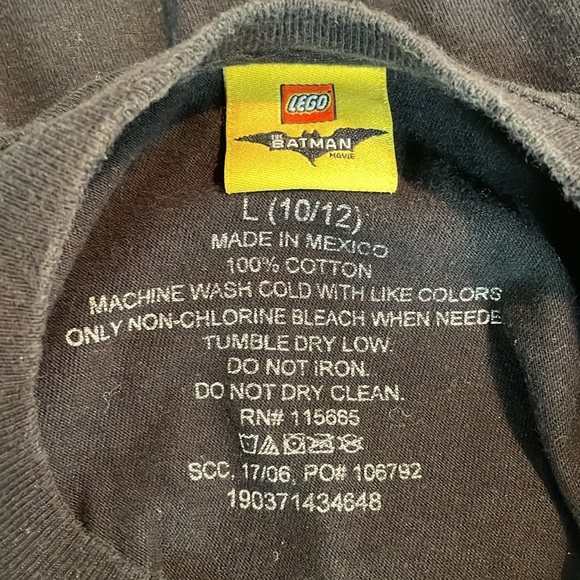 LEGO
THE
BATMAN
MOVIE
L (10/12)
MADE IN MEXICO
100% COTTON
MACHINE WASH COLD WITH LIKE COLORS
ONLY NON-CHLORINE BLEACH WHEN NEEDE
TUMBLE DRY LOW.
DO NOT IRON.
DO NOT DRY CLEAN.
RN# 115665
SCC, 17/06, PO# 106792
190371434648